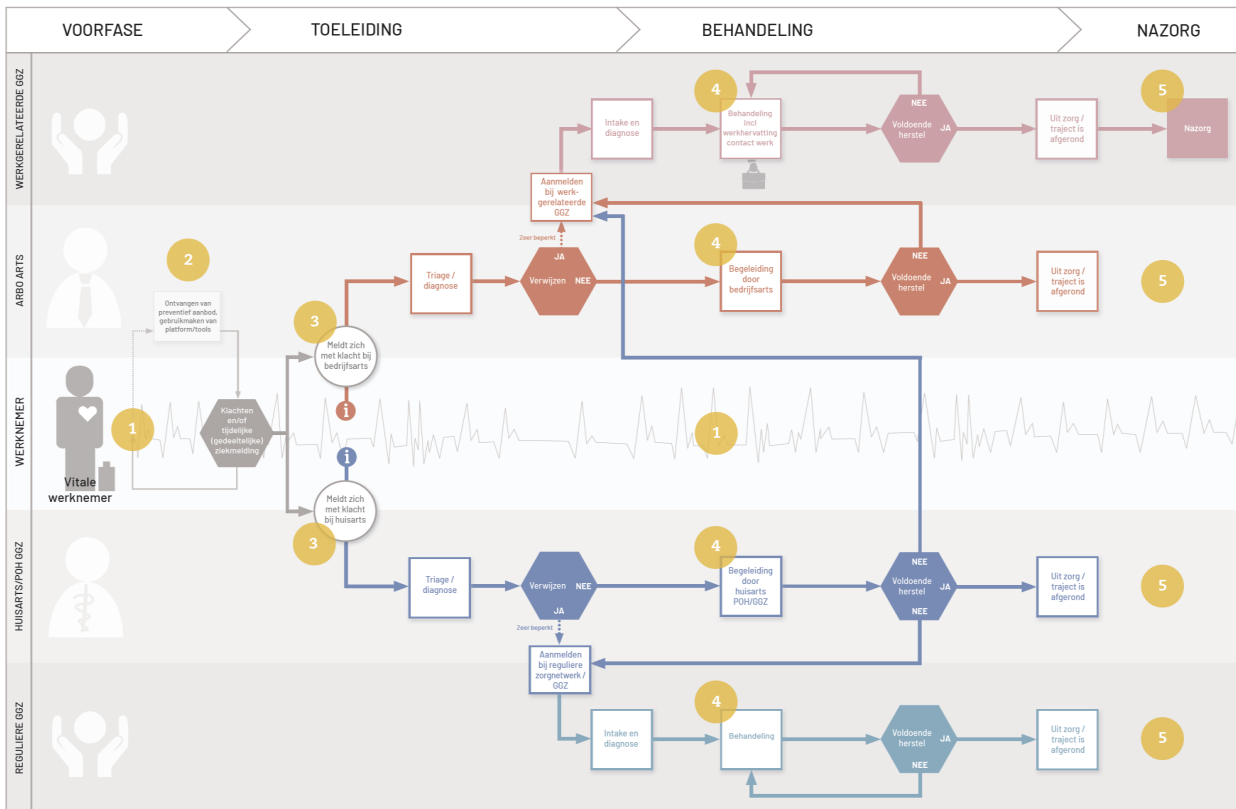 VOORFASE
TOELEIDING
BEHANDELING
NAZORG
WERKGERELATEERDE GGZ
4
Behandeling
incl
werkhervatting
contact werk
Intake en
diagnose
NEE
Voldoende
herstel
JA
Uit zorg /
traject is
afgerond
5
Nazorg
Aanmelden
bij werk-
gerelateerde
GGZ
Zeer beperkt
ARBO ARTS
2
Ontvangen van
preventief aanbod,
gebruikmaken van
platform/tools
3
Meldt zich
met klacht bij
bedrijfsarts
Triage /
diagnose
JA
Verwijzen
NEE
4
Begeleiding
door
bedrijfsarts
NEE
Voldoende
herstel
JA
Uit zorg /
traject is
afgerond
5
WERKNEMER
1
Klachten
en/of
tijdelijke
(gedeeltelijke)
ziekmelding
i
i
1
Vitale
werknemer
HUISARTS/POH GGZ
Meldt zich
met klacht
bij huisarts
3
Triage /
diagnose
Verwijzen
NEE
JA
Zeer beperkt
4
Begeleiding
door
huisarts
POH/GGZ
NEE
Voldoende
herstel
JA
NEE
Uit zorg /
traject is
afgerond
5
Aanmelden
bij reguliere
zorgnetwerk /
GGZ
REGULIERE GGZ
Intake en
diagnose
4
Behandeling
Voldoende
herstel
JA
NEE
Uit zorg /
traject is
afgerond
5